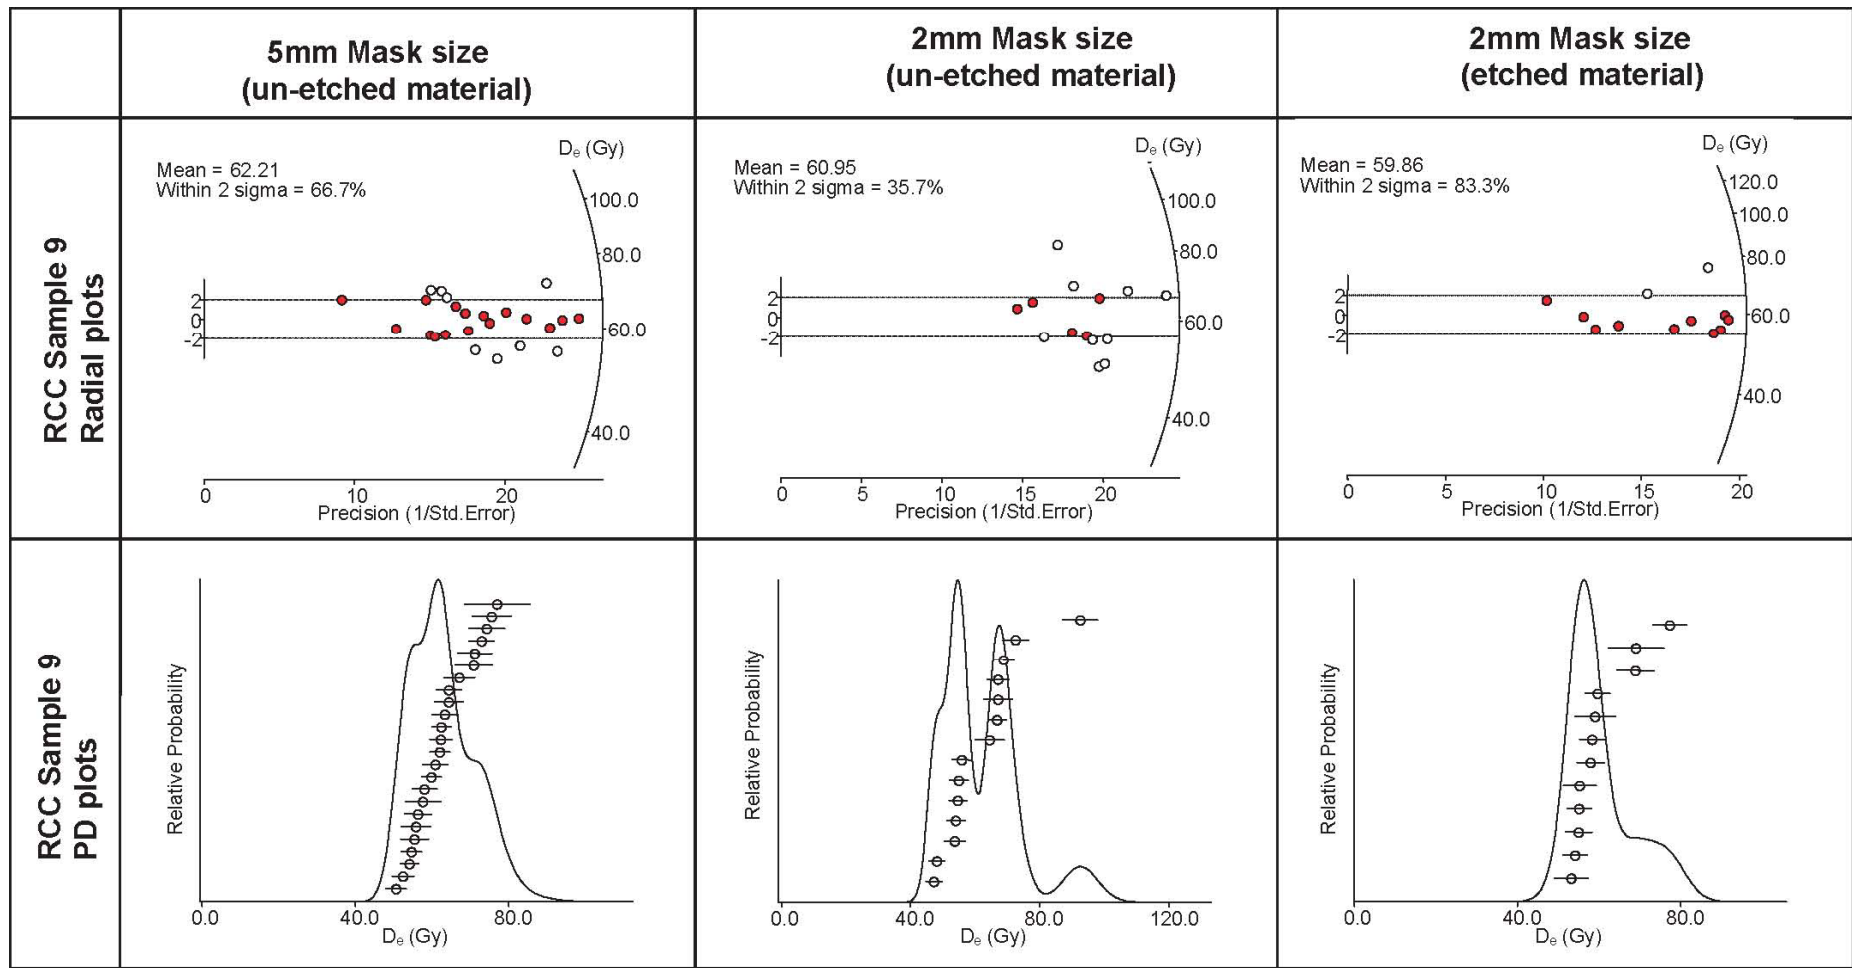 5mm Mask size
(un-etched material)
2mm Mask size
(un-etched material)
2mm Mask size
(etched material)
RCC Sample 9
Radial plots
Mean = 62.21
Within 2 sigma = 66.7%
Dₑ (Gy)
100.0
80.0
60.0
40.0
2
0
-2
0
10
20
Precision (1/Std.Error)
Mean = 60.95
Within 2 sigma = 35.7%
Dₑ (Gy)
100.0
80.0
60.0
40.0
2
0
-2
0
5
10
15
20
Precision (1/Std.Error)
Mean = 59.86
Within 2 sigma = 83.3%
Dₑ (Gy)
120.0
100.0
80.0
60.0
40.0
2
0
-2
0
5
10
15
20
Precision (1/Std.Error)
RCC Sample 9
PD plots
Relative Probability
0.0
40.0
80.0
Dₑ (Gy)
Relative Probability
0.0
40.0
80.0
120.0
Dₑ (Gy)
Relative Probability
0.0
40.0
80.0
Dₑ (Gy)